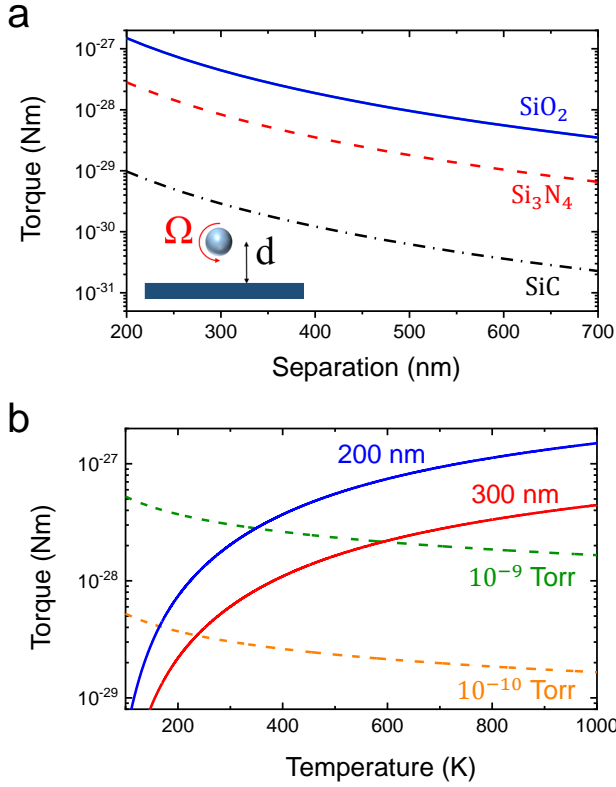 a
10⁻²⁷
10⁻²⁸
10⁻²⁹
10⁻³⁰
10⁻³¹
Torque (Nm)
SiO₂
Si₃N₄
SiC
Ω
d
200 300 400 500 600 700
Separation (nm)
b
10⁻²⁷
10⁻²⁸
10⁻²⁹
Torque (Nm)
200 nm
300 nm
10⁻⁹ Torr
10⁻¹⁰ Torr
200 400 600 800 1000
Temperature (K)